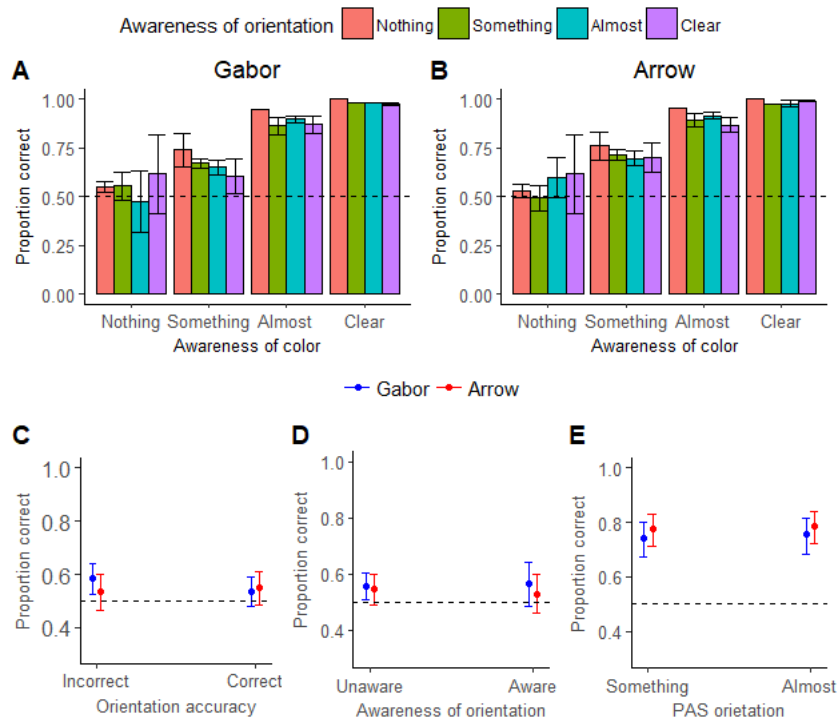 Awareness of orientation Nothing Something Almost Clear
A Gabor B Arrow
Proportion correct
1.00
0.75
0.50
0.25
0.00
Nothing Something Almost Clear
Awareness of color
Proportion correct
1.00
0.75
0.50
0.25
0.00
Nothing Something Almost Clear
Awareness of color
Gabor Arrow
C
Proportion correct
1.0
0.8
0.6
0.4
Incorrect Correct
Orientation accuracy
D
Proportion correct
1.0
0.8
0.6
0.4
Unaware Aware
Awareness of orientation
E
Proportion correct
1.0
0.8
0.6
0.4
Something Almost
PAS orietation